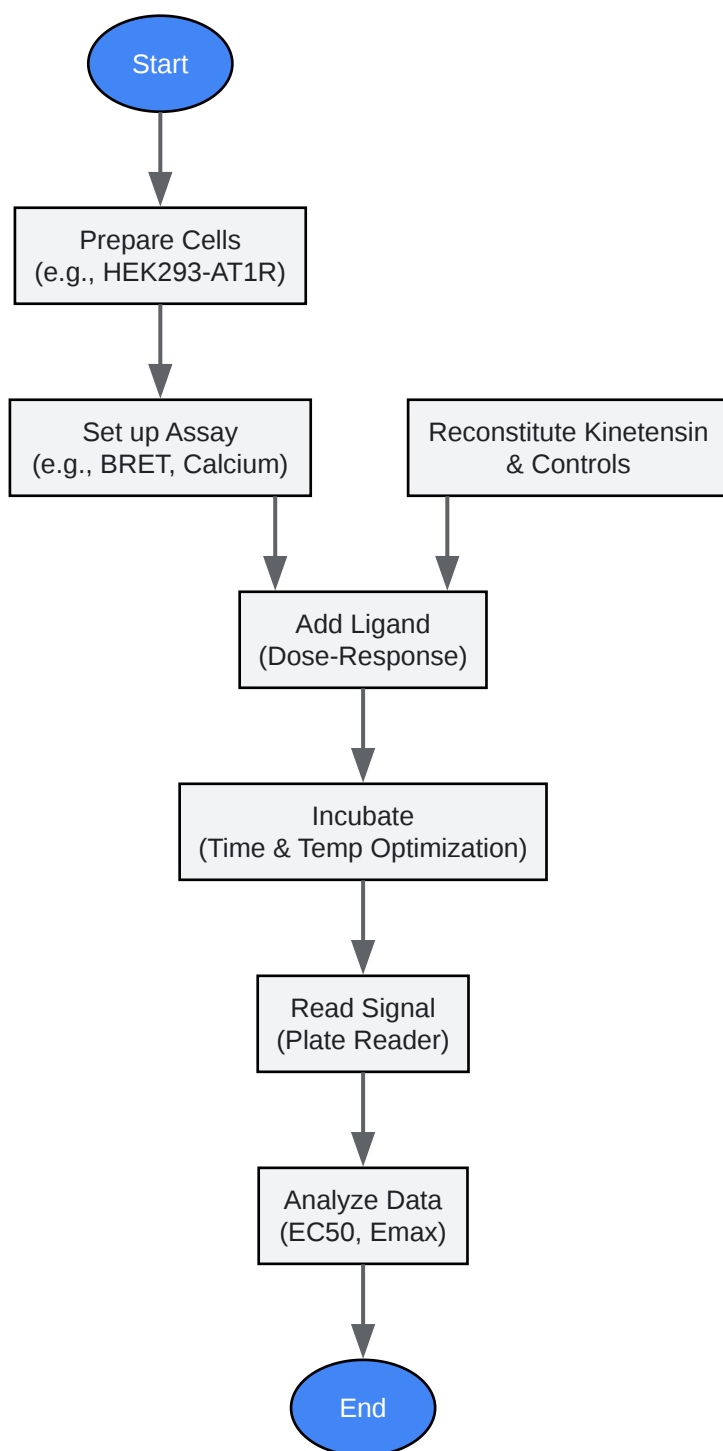 Start
Prepare Cells
(e.g., HEK293-AT1R)
Set up Assay
(e.g., BRET, Calcium)
Reconstitute Kinetensin
& Controls
Add Ligand
(Dose-Response)
Incubate
(Time & Temp Optimization)
Read Signal
(Plate Reader)
Analyze Data
(EC50, Emax)
End